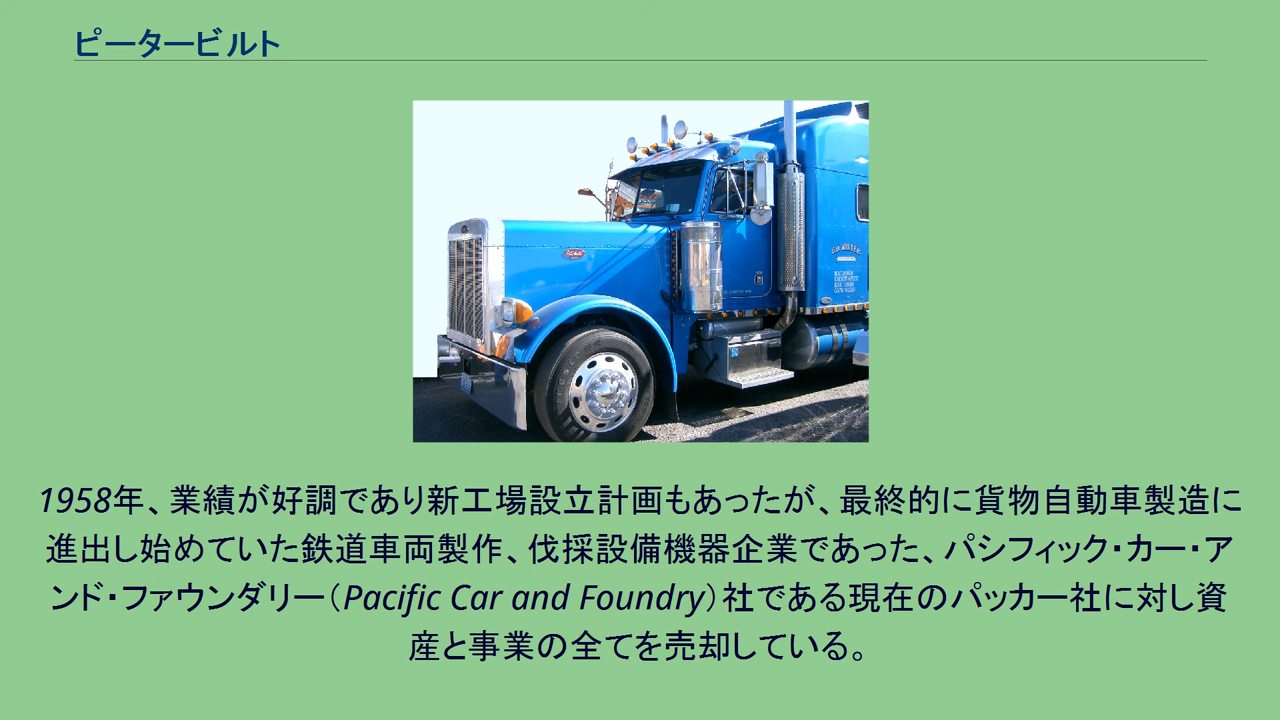 ピータービルト
1958年、業績が好調であり新工場設立計画もあったが、最終的に貨物自動車製造に
進出し始めていた鉄道車両製作、伐採設備機器企業であった、パシフィック・カー・ア
ンド・ファウンダリー（Pacific Car and Foundry）社である現在のパッカー社に対し資
産と事業の全てを売却している。
Peterbilt